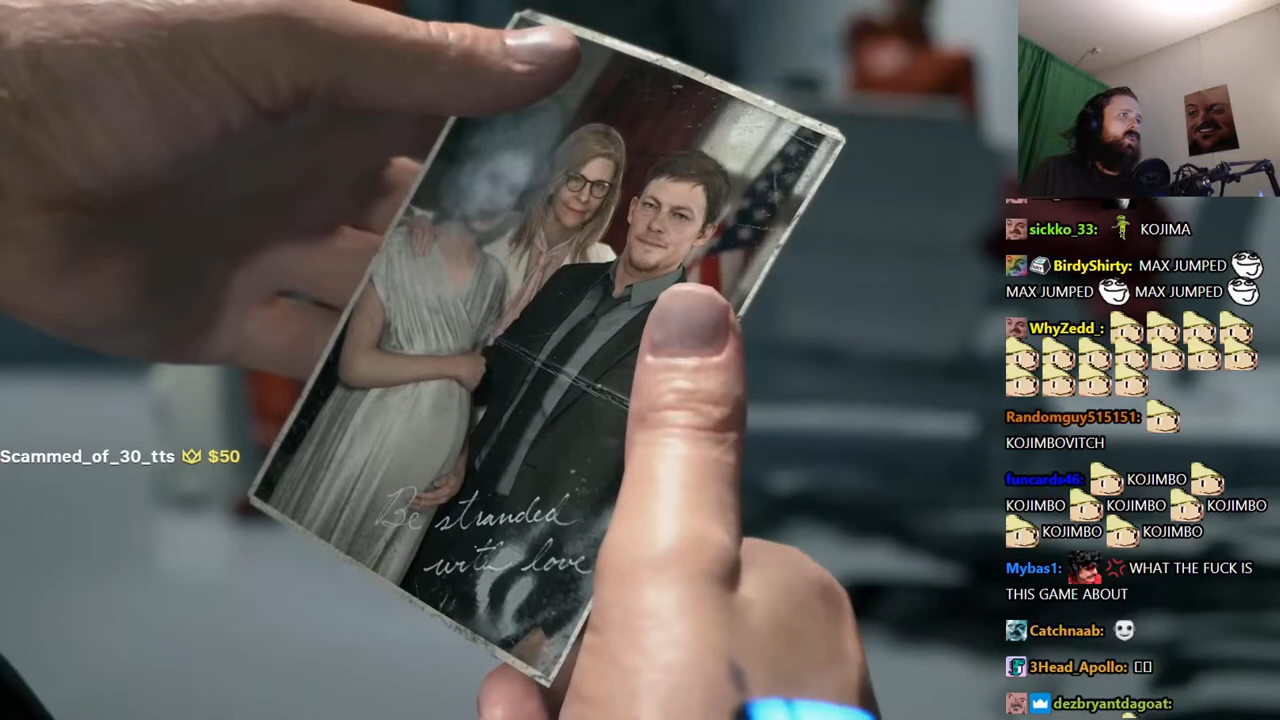 Be stranded
with love
Scammed_of_30_tts $50
sickko_33: KOJIMA
BirdyShirty: MAX JUMPED
MAX JUMPED MAX JUMPED
WhyZedd_:
Randomguy515151:
KOJIMBOVITCH
funcards46: KOJIMBO
KOJIMBO KOJIMBO KOJIMBO
KOJIMBO KOJIMBO
Mybas1: WHAT THE FUCK IS
THIS GAME ABOUT
Catchnaab:
3Head_Apollo:
dezbryantdagoat: